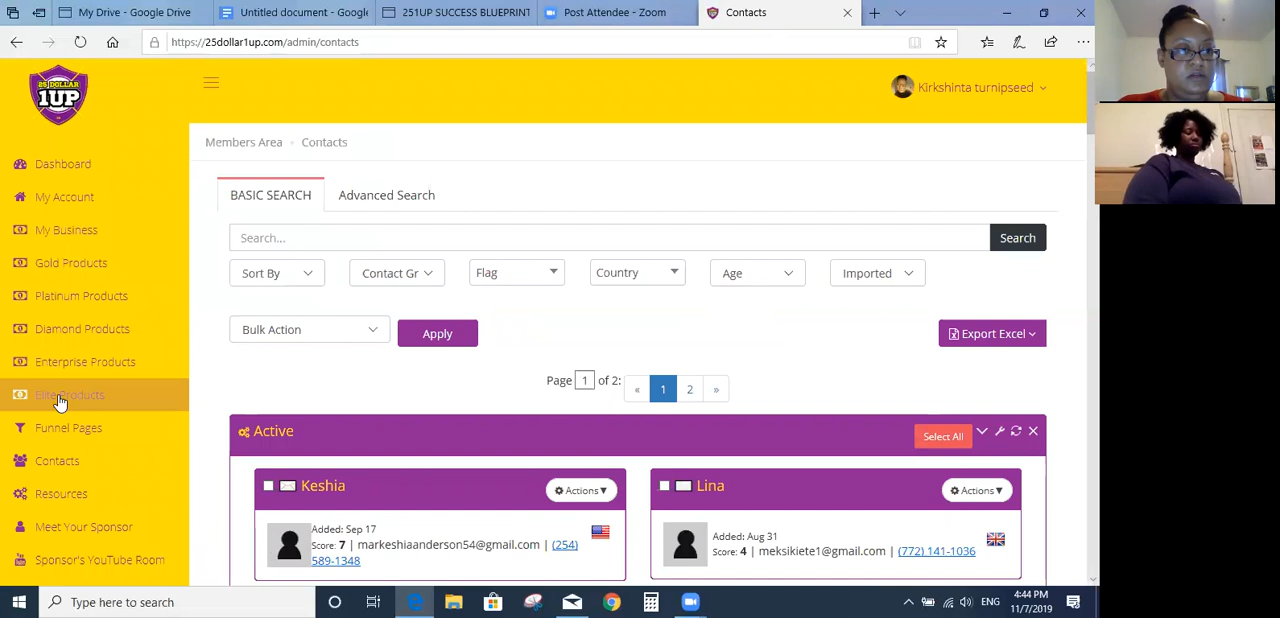 My Drive - Google Drive
Untitled document - Googl
251UP SUCCESS BLUEPRINT
Post Attendee - Zoom
Contacts
https://25dollar1up.com/admin/contacts
25 DOLLAR
1UP
Kirkshinta turnipseed
Dashboard
My Account
My Business
Gold Products
Platinum Products
Diamond Products
Enterprise Products
Elite Products
Funnel Pages
Contacts
Resources
Meet Your Sponsor
Sponsor's YouTube Room
Members Area - Contacts
BASIC SEARCH Advanced Search
Search... Search
Sort By Contact Gr Flag Country Age Imported
Bulk Action Apply Export Excel
Page 1 of 2: « 1 2 »
Active Select All
Keshia Actions▼
Added: Sep 17
Score: 7 | markeshiaanderson54@gmail.com | (254)
589-1348
Lina Actions▼
Added: Aug 31
Score: 4 | meksikiete1@gmail.com | (772) 141-1036
Type here to search
ENG
4:44 PM
11/7/2019